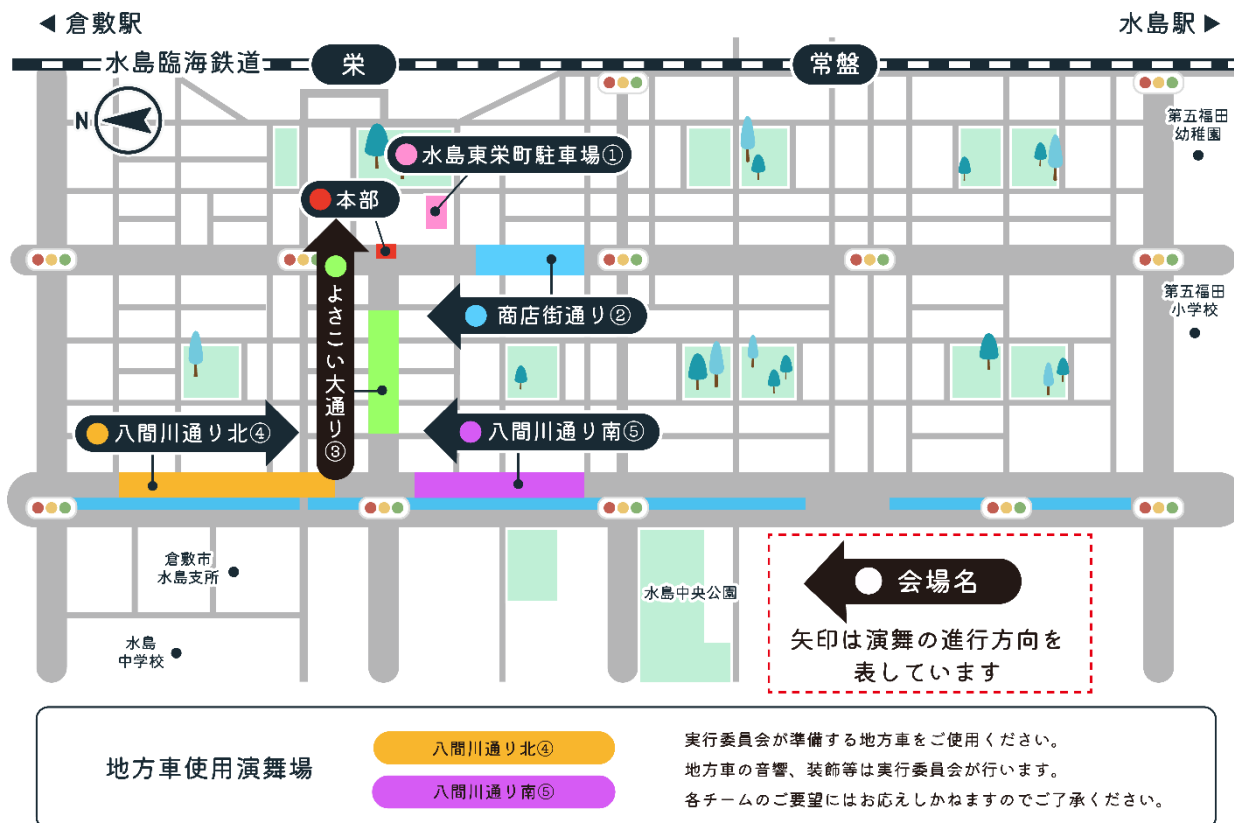 ◀ 倉敷駅
水島駅 ▶
水島臨海鉄道
栄
常盤
N
第五福田
幼稚園
水島東栄町駐車場①
本部
よさこい大通り③
商店街通り②
第五福田
小学校
八間川通り北④
八間川通り南⑤
倉敷市
水島支所
水島
中学校
水島中央公園
会場名
矢印は演舞の進行方向を
表しています
地方車使用演舞場
八間川通り北④
八間川通り南⑤
実行委員会が準備する地方車をご使用ください。
地方車の音響、装飾等は実行委員会が行います。
各チームのご要望にはお応えしかねますのでご了承ください。